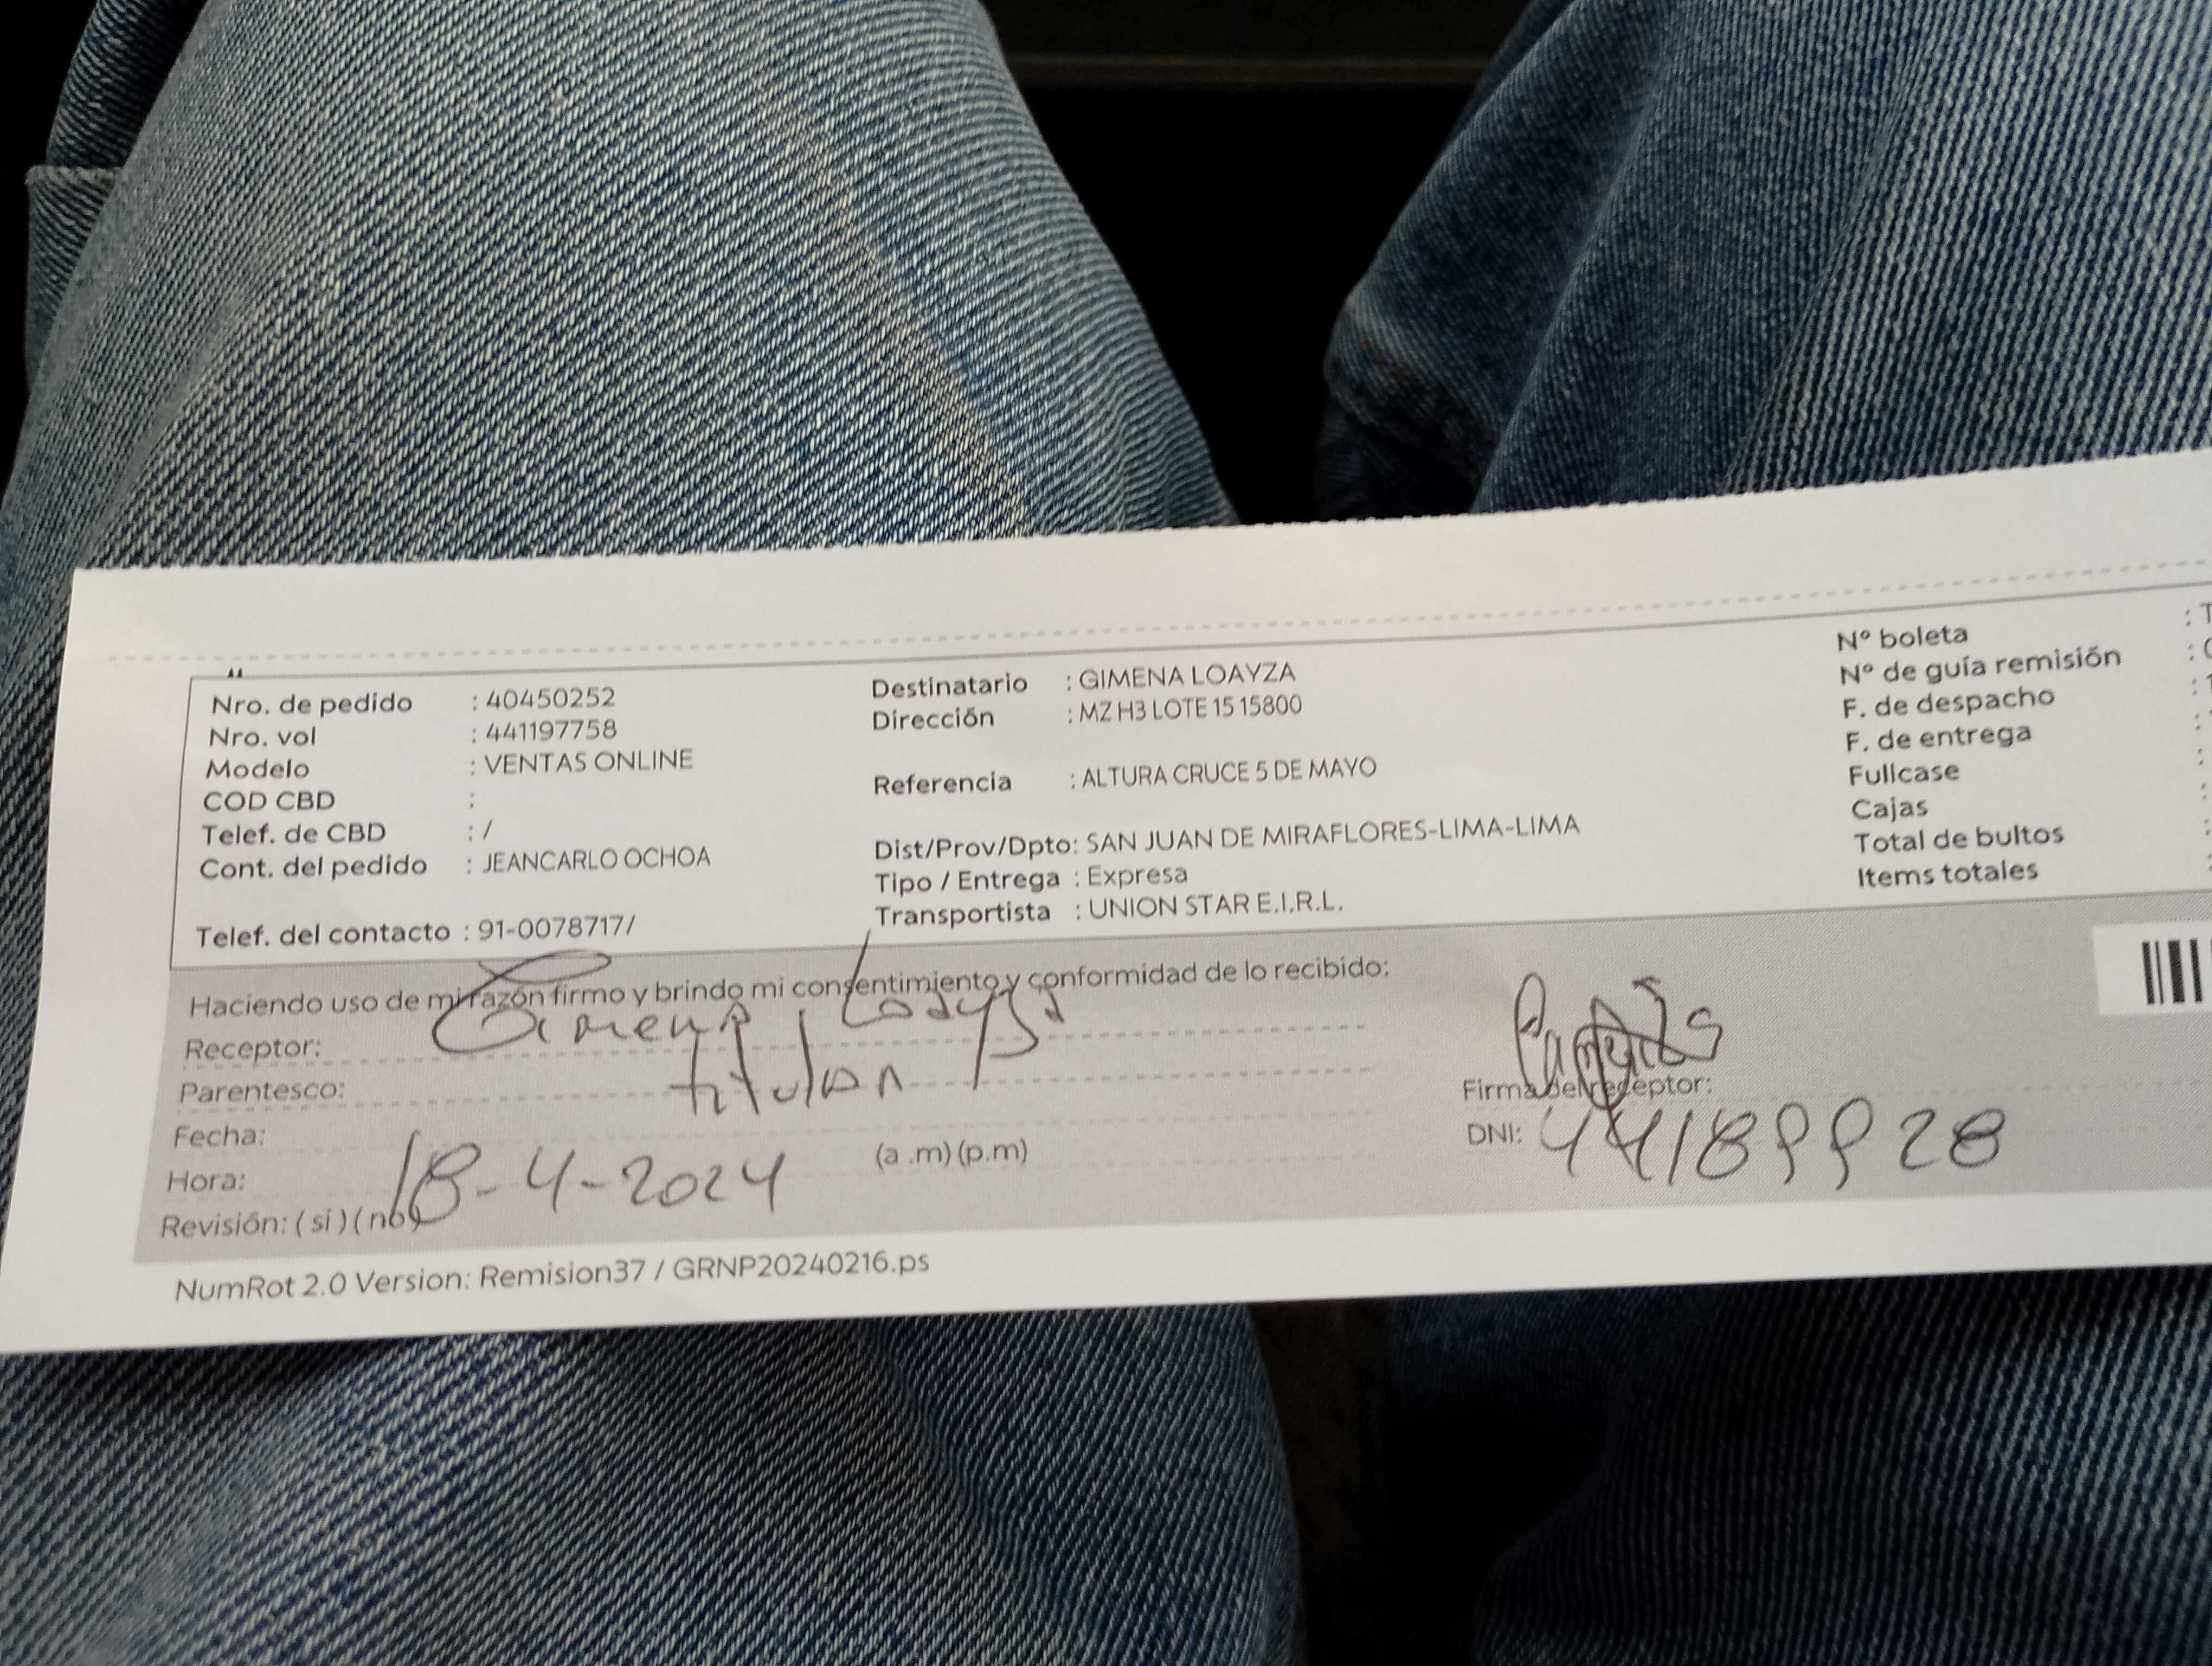 Nro. de pedido : 40450252
Nro. vol : 441197758
Modelo : VENTAS ONLINE
COD CBD :
Telef. de CBD : /
Cont. del pedido : JEANCARLO OCHOA
Telef. del contacto : 91-0078717/
Destinatario : GIMENA LOAYZA
Dirección : MZ H3 LOTE 15 15800
Referencia : ALTURA CRUCE 5 DE MAYO
Dist/Prov/Dpto: SAN JUAN DE MIRAFLORES-LIMA-LIMA
Tipo / Entrega : Expresa
Transportista : UNION STAR E.I.R.L.
Nº boleta : T
Nº de guía remisión :
F. de despacho :
F. de entrega :
Fullcase :
Cajas :
Total de bultos :
Items totales :
Haciendo uso de mi razón firmo y brindo mi consentimiento y conformidad de lo recibido:
Receptor: Gimena Loayza
Parentesco: titular
Fecha: 18-4-2024
Hora: (a .m) (p.m)
Revisión: ( si ) ( no )
Firma del receptor:
DNI: 44189928
NumRot 2.0 Version: Remision37 / GRNP20240216.ps